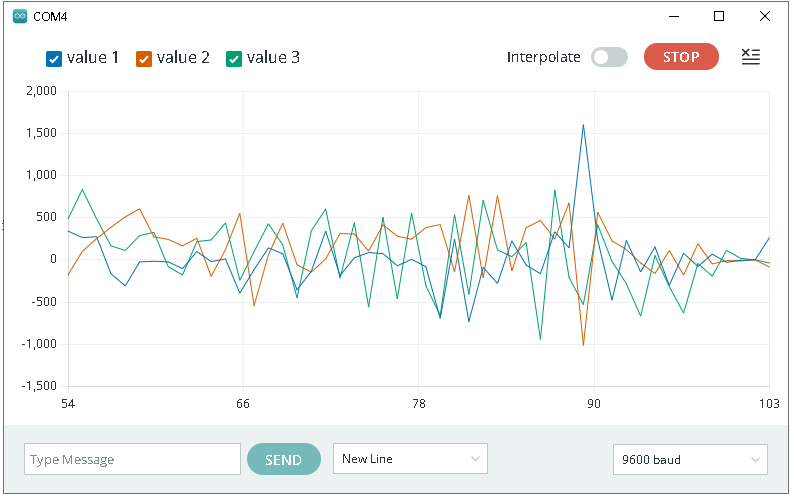 COM4
value 1 value 2 value 3 Interpolate STOP
2,000
1,500
1,000
500
0
-500
-1,000
-1,500
54 66 78 90 103
Type Message SEND New Line 9600 baud